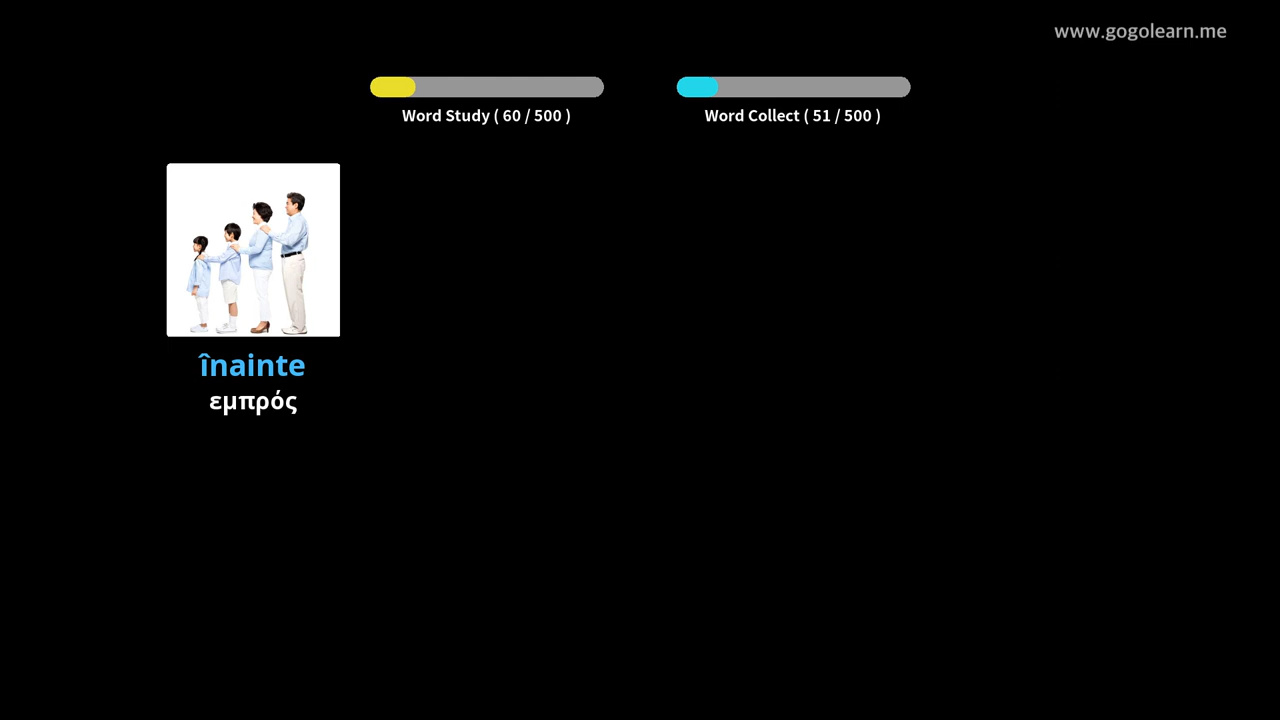 www.gogolearn.me
Word Study ( 60 / 500 )
Word Collect ( 51 / 500 )
înainte
εμπρός